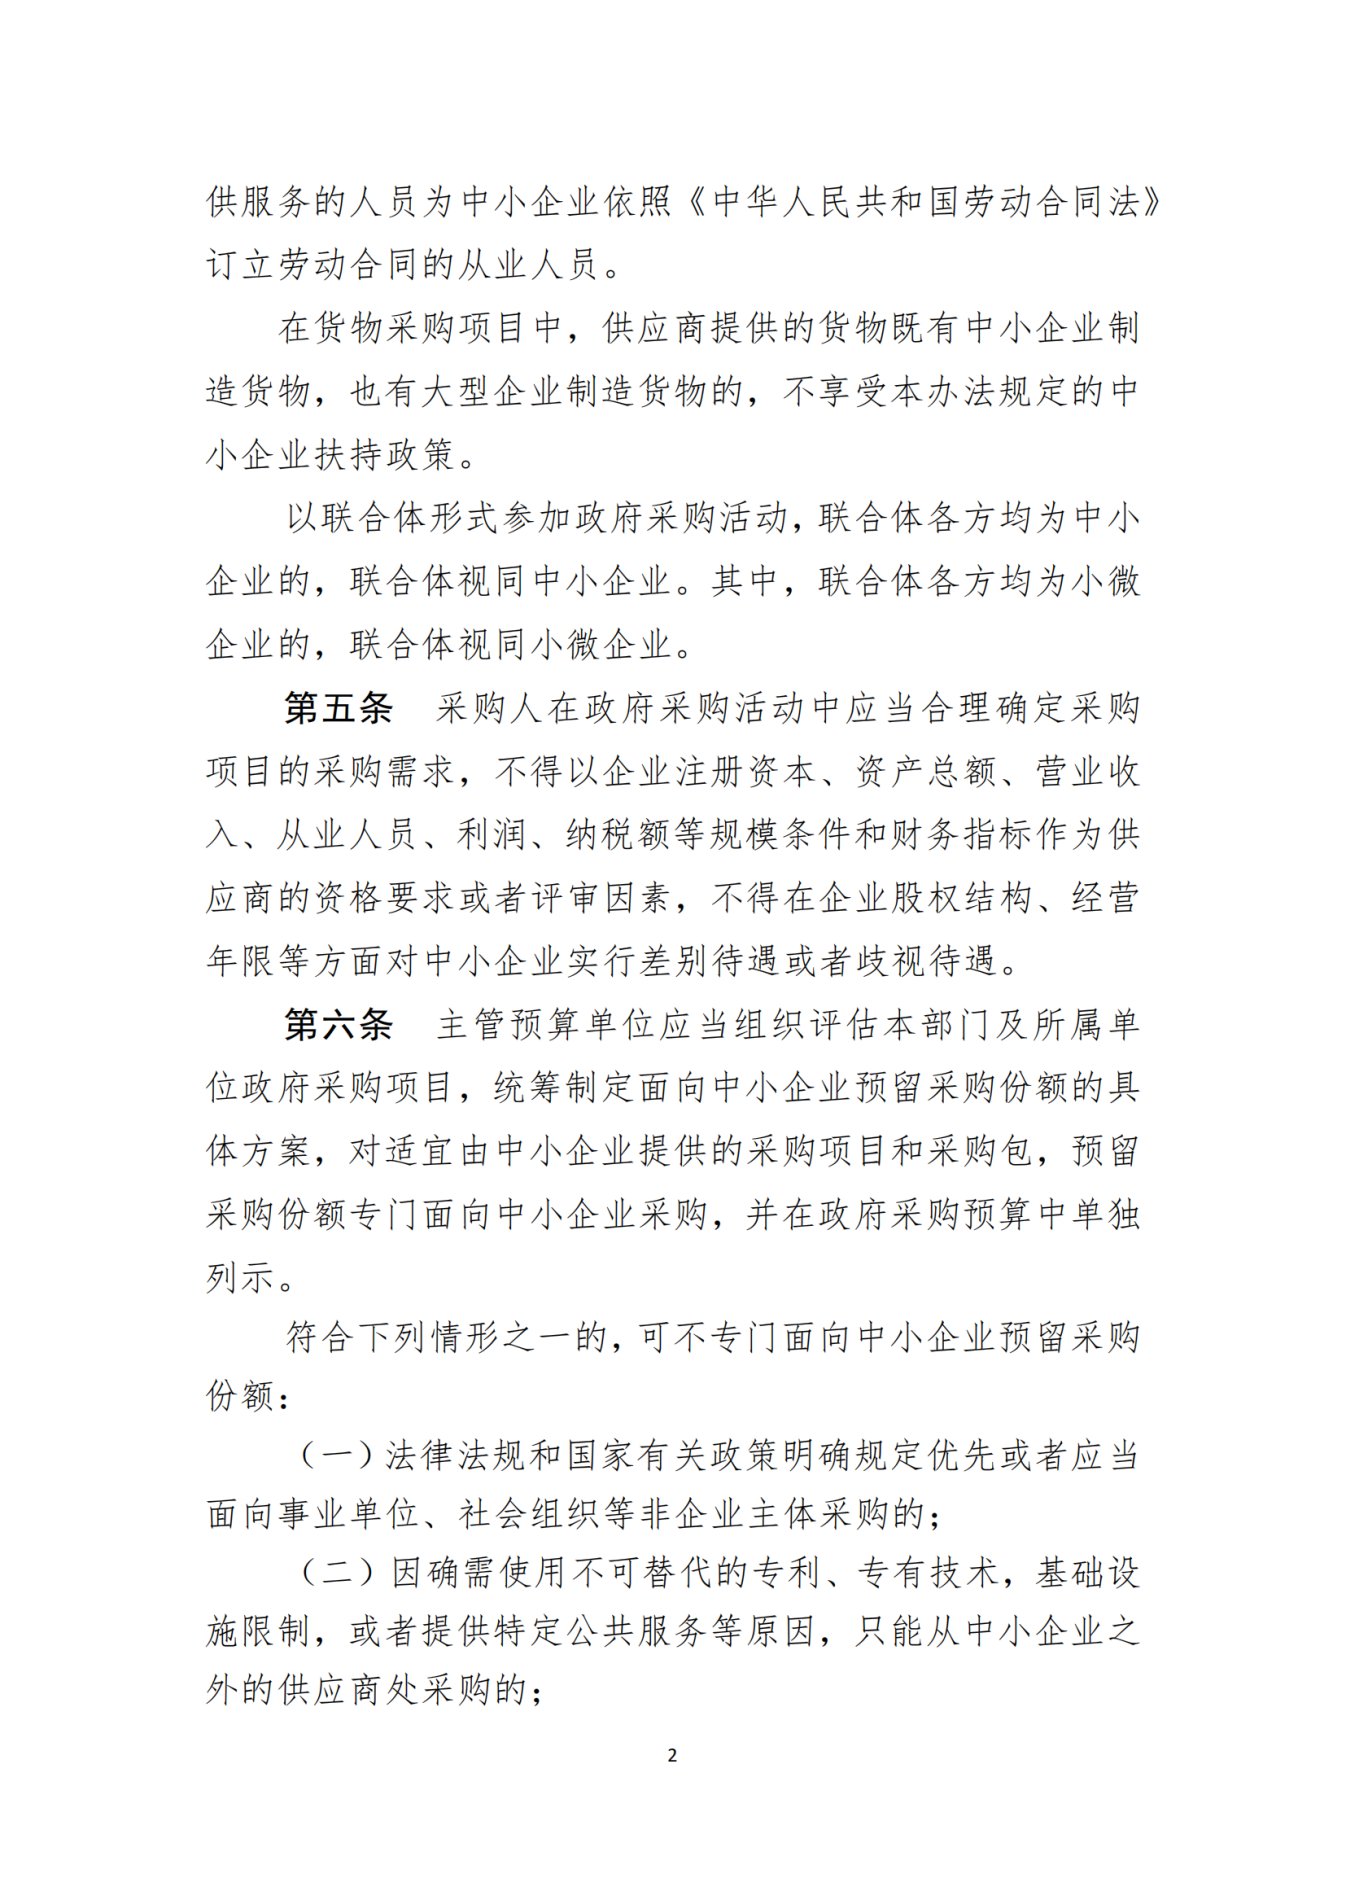 供服务的人员为中小企业依照《中华人民共和国劳动合同法》
订立劳动合同的从业人员。
在货物采购项目中，供应商提供的货物既有中小企业制
造货物，也有大型企业制造货物的，不享受本办法规定的中
小企业扶持政策。
以联合体形式参加政府采购活动，联合体各方均为中小
企业的，联合体视同中小企业。其中，联合体各方均为小微
企业的，联合体视同小微企业。
第五条　采购人在政府采购活动中应当合理确定采购
项目的采购需求，不得以企业注册资本、资产总额、营业收
入、从业人员、利润、纳税额等规模条件和财务指标作为供
应商的资格要求或者评审因素，不得在企业股权结构、经营
年限等方面对中小企业实行差别待遇或者歧视待遇。
第六条　主管预算单位应当组织评估本部门及所属单
位政府采购项目，统筹制定面向中小企业预留采购份额的具
体方案，对适宜由中小企业提供的采购项目和采购包，预留
采购份额专门面向中小企业采购，并在政府采购预算中单独
列示。
符合下列情形之一的，可不专门面向中小企业预留采购
份额：
（一）法律法规和国家有关政策明确规定优先或者应当
面向事业单位、社会组织等非企业主体采购的；
（二）因确需使用不可替代的专利、专有技术，基础设
施限制，或者提供特定公共服务等原因，只能从中小企业之
外的供应商处采购的；
2